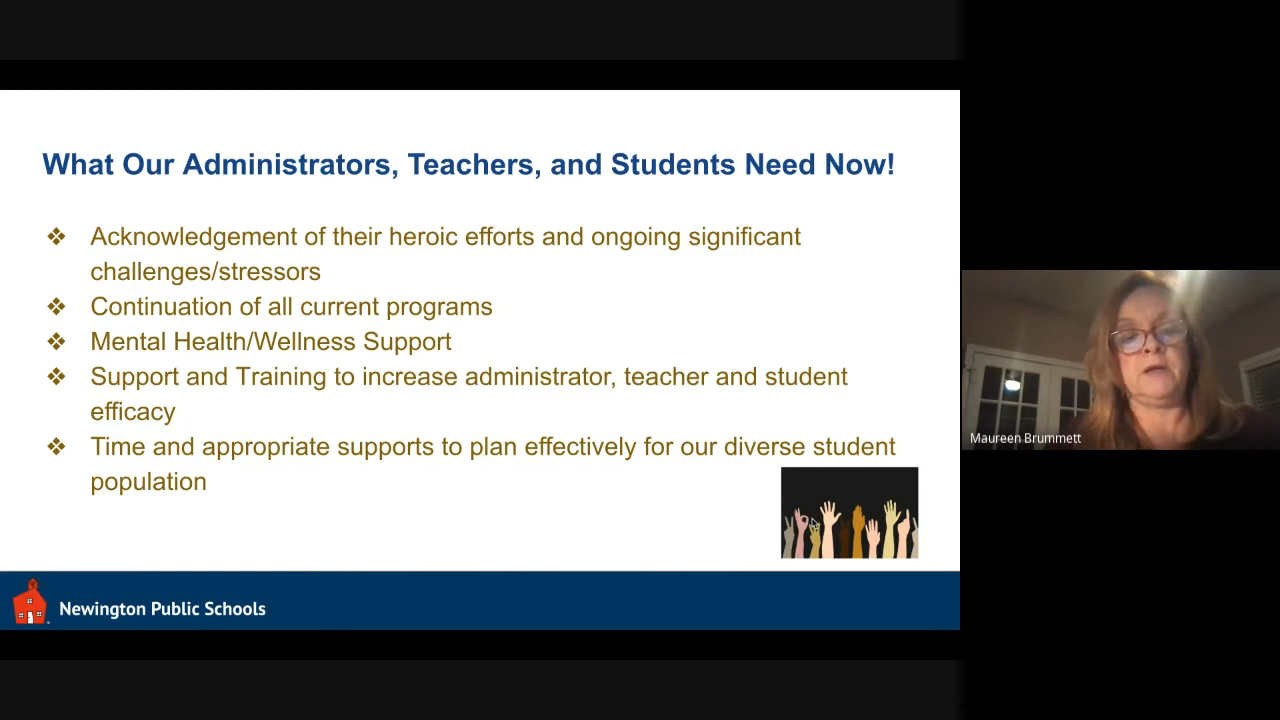 What Our Administrators, Teachers, and Students Need Now!
❖ Acknowledgement of their heroic efforts and ongoing significant
challenges/stressors
❖ Continuation of all current programs
❖ Mental Health/Wellness Support
❖ Support and Training to increase administrator, teacher and student
efficacy
❖ Time and appropriate supports to plan effectively for our diverse student
population
Newington Public Schools
Maureen Brummett